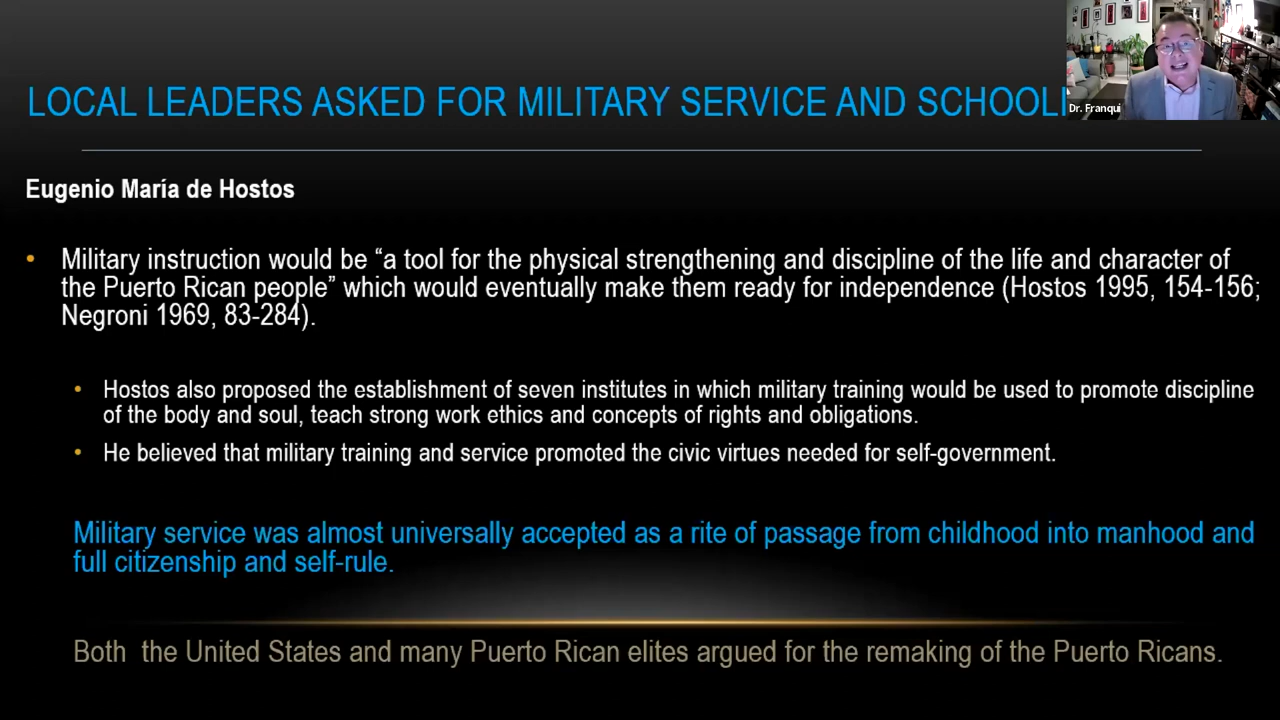 LOCAL LEADERS ASKED FOR MILITARY SERVICE AND SCHOOL
Dr. Franqui
Eugenio María de Hostos
• Military instruction would be “a tool for the physical strengthening and discipline of the life and character of
the Puerto Rican people” which would eventually make them ready for independence (Hostos 1995, 154-156;
Negroni 1969, 83-284).
• Hostos also proposed the establishment of seven institutes in which military training would be used to promote discipline
of the body and soul, teach strong work ethics and concepts of rights and obligations.
• He believed that military training and service promoted the civic virtues needed for self-government.
Military service was almost universally accepted as a rite of passage from childhood into manhood and
full citizenship and self-rule.
Both the United States and many Puerto Rican elites argued for the remaking of the Puerto Ricans.